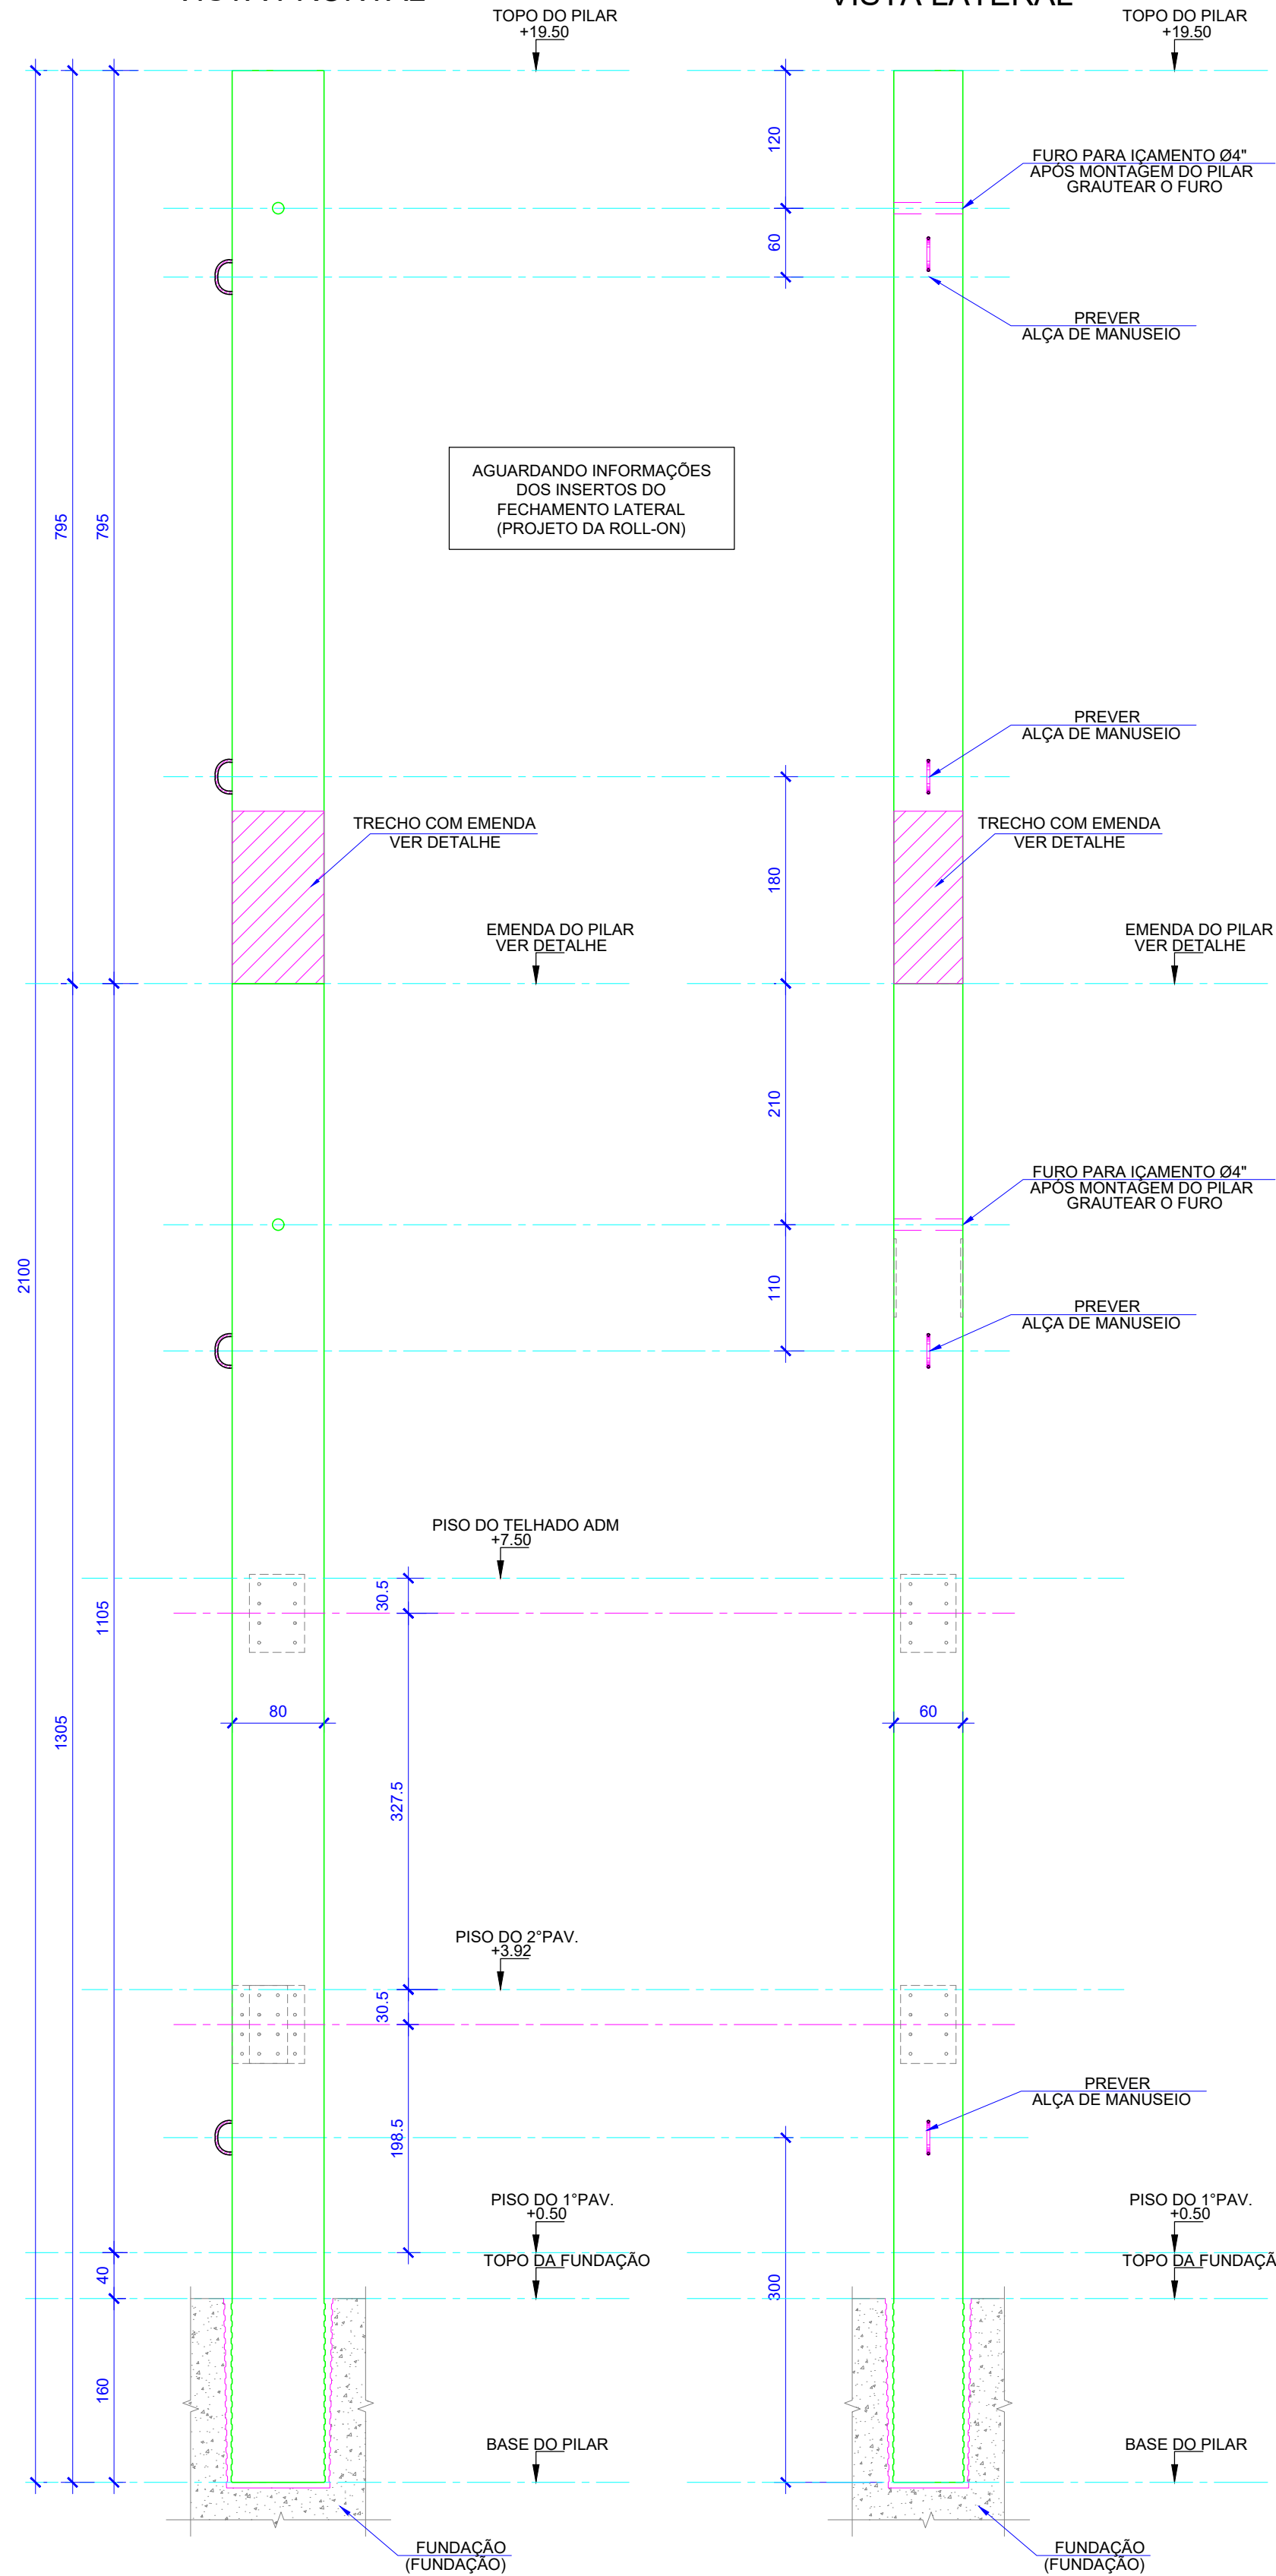 TOPO DO PILAR
+19.50
TOPO DO PILAR
+19.50
120
FURO PARA IÇAMENTO Ø4"
APÓS MONTAGEM DO PILAR
GRAUTEAR O FURO
60
PREVER
ALÇA DE MANUSEIO
AGUARDANDO INFORMAÇÕES
DOS INSERTOS DO
FECHAMENTO LATERAL
(PROJETO DA ROLL-ON)
795
795
PREVER
ALÇA DE MANUSEIO
TRECHO COM EMENDA
VER DETALHE
TRECHO COM EMENDA
VER DETALHE
180
EMENDA DO PILAR
VER DETALHE
EMENDA DO PILAR
VER DETALHE
210
FURO PARA IÇAMENTO Ø4"
APÓS MONTAGEM DO PILAR
GRAUTEAR O FURO
2100
110
PREVER
ALÇA DE MANUSEIO
PISO DO TELHADO ADM
+7.50
30.5
1105
80
60
1305
327.5
PISO DO 2°PAV.
+3.92
30.5
PREVER
ALÇA DE MANUSEIO
198.5
PISO DO 1°PAV.
+0.50
PISO DO 1°PAV.
+0.50
TOPO DA FUNDAÇÃO
TOPO DA FUNDAÇÃ
40
300
160
BASE DO PILAR
BASE DO PILAR
FUNDAÇÃO
(FUNDAÇÃO)
FUNDAÇÃO
(FUNDAÇÃO)